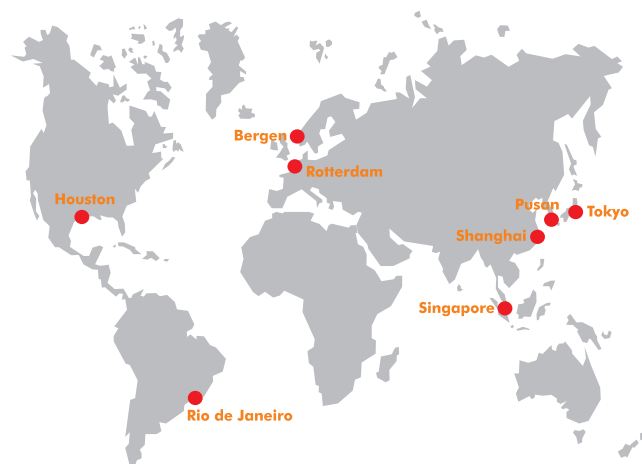 Bergen
Rotterdam
Houston
Pusan
Tokyo
Shanghai
Singapore
Rio de Janeiro